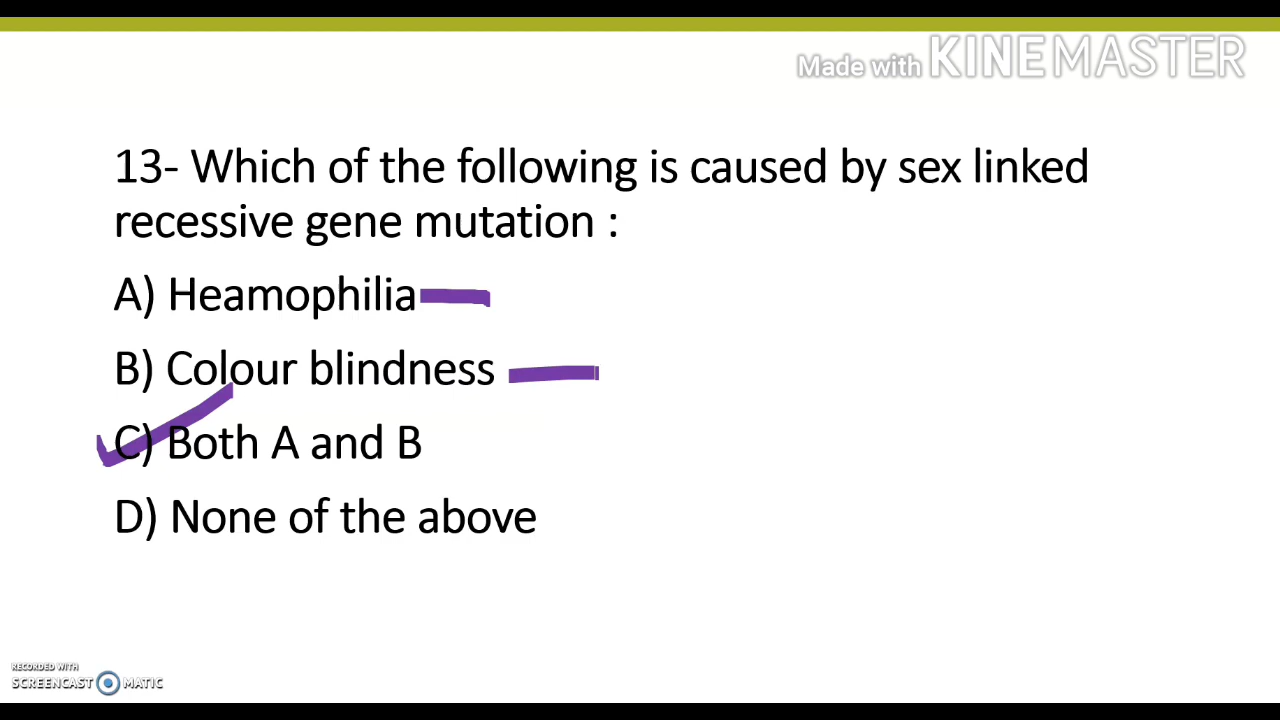 Made with KINEMASTER
13- Which of the following is caused by sex linked
recessive gene mutation :
A) Heamophilia
B) Colour blindness
C) Both A and B
D) None of the above
RECORDED WITH
SCREENCAST MATIC